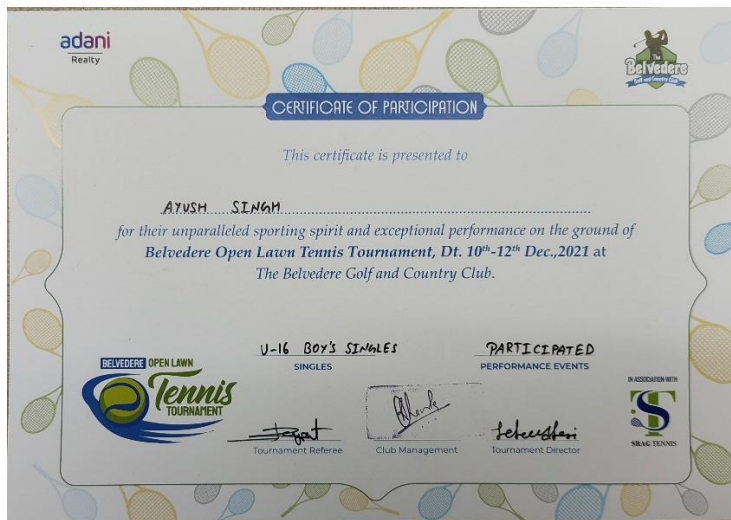 adani
Realty
The
Belvedere
Golf and Country Club
CERTIFICATE OF PARTICIPATION
This certificate is presented to
AYUSH SINGH
for their unparalleled sporting spirit and exceptional performance on the ground of
Belvedere Open Lawn Tennis Tournament, Dt. 10th-12th Dec.,2021 at
The Belvedere Golf and Country Club.
U-16 BOY'S SINGLES
SINGLES
PARTICIPATED
PERFORMANCE EVENTS
BELVEDERE OPEN LAWN
Tennis
TOURNAMENT
IN ASSOCIATION WITH
SRAG TENNIS
Tournament Referee
Club Management
Tournament Director